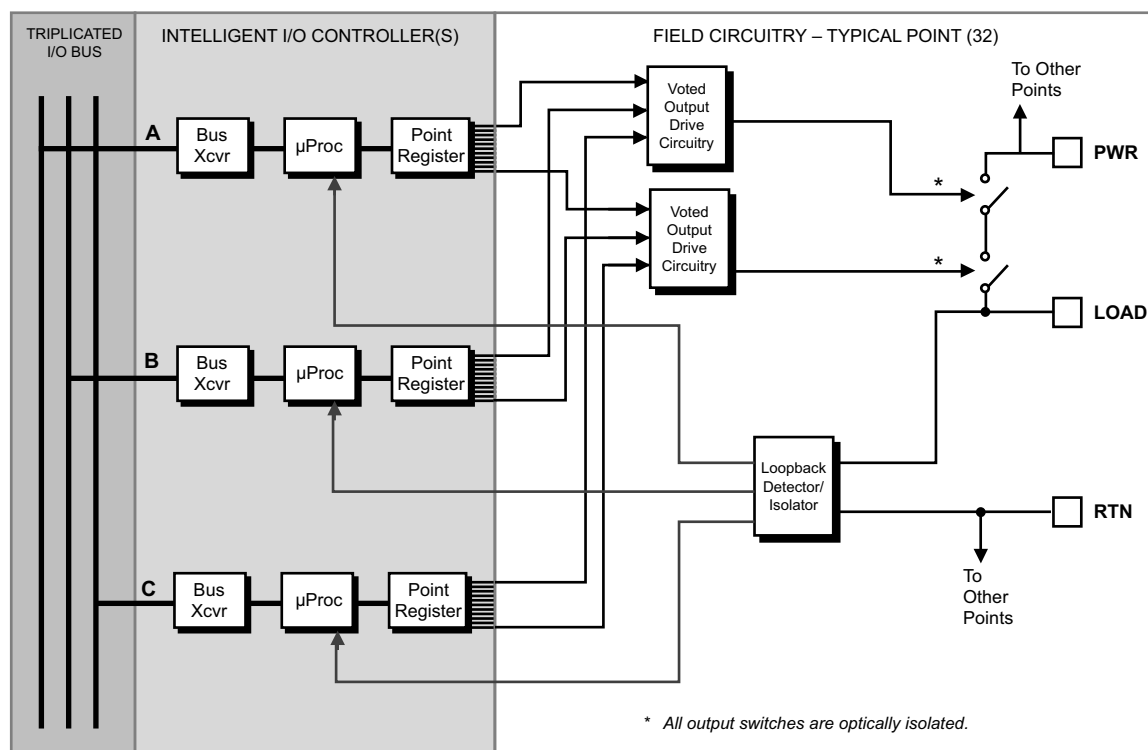 TRIPLICATED
I/O BUS
INTELLIGENT I/O CONTROLLER(S)
FIELD CIRCUITRY – TYPICAL POINT (32)
To Other
Points
A
Bus
Xcvr
µProc
Point
Register
Voted
Output
Drive
Circuitry
PWR
*
Voted
Output
Drive
Circuitry
*
LOAD
B
Bus
Xcvr
µProc
Point
Register
Loopback
Detector/
Isolator
RTN
To
Other
Points
C
Bus
Xcvr
µProc
Point
Register
* All output switches are optically isolated.